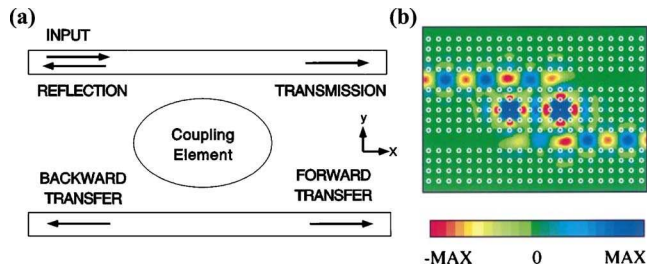 (a)
INPUT
REFLECTION
TRANSMISSION
Coupling
Element
y
x
BACKWARD
TRANSFER
FORWARD
TRANSFER
(b)
-MAX 0 MAX